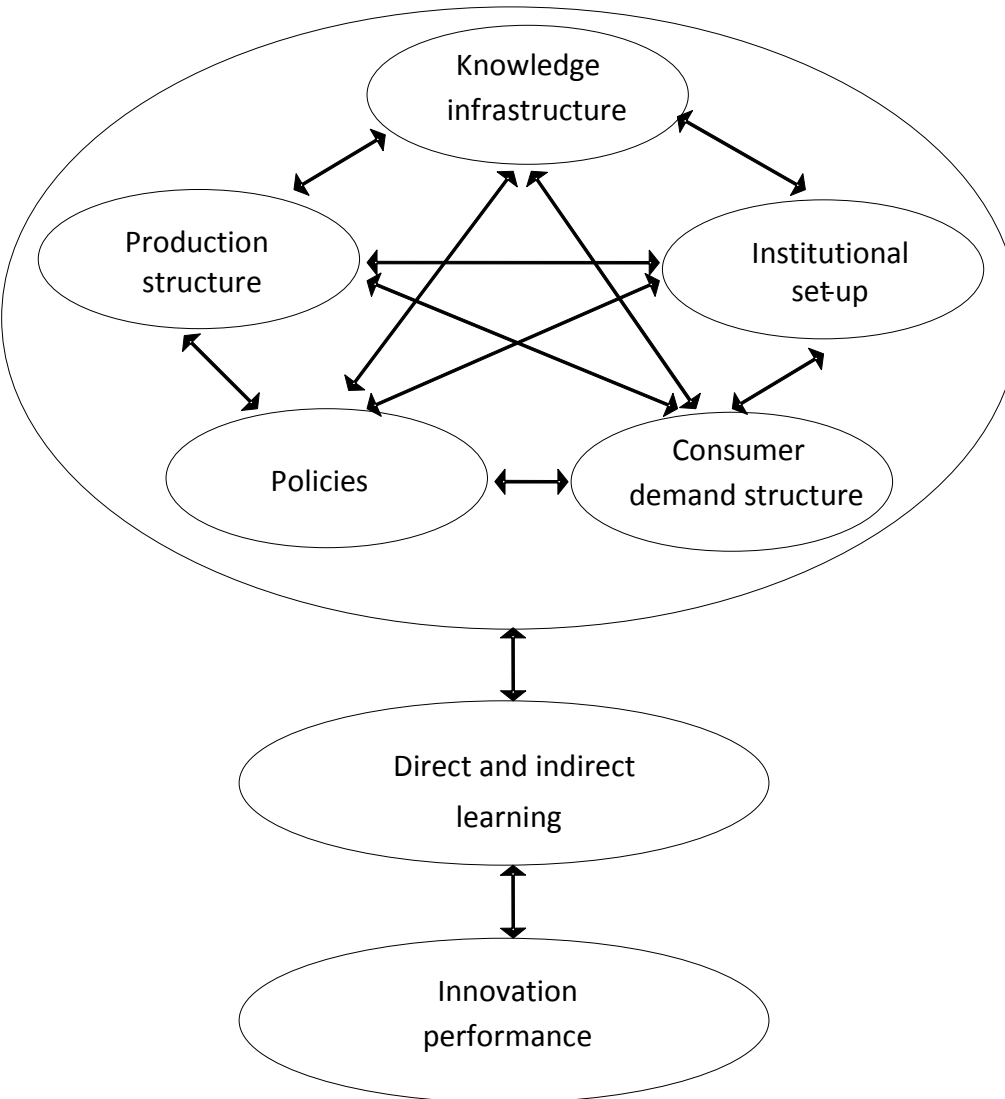 Knowledge
infrastructure
Production
structure
Institutional
set-up
Policies
Consumer
demand structure
Direct and indirect
learning
Innovation
performance